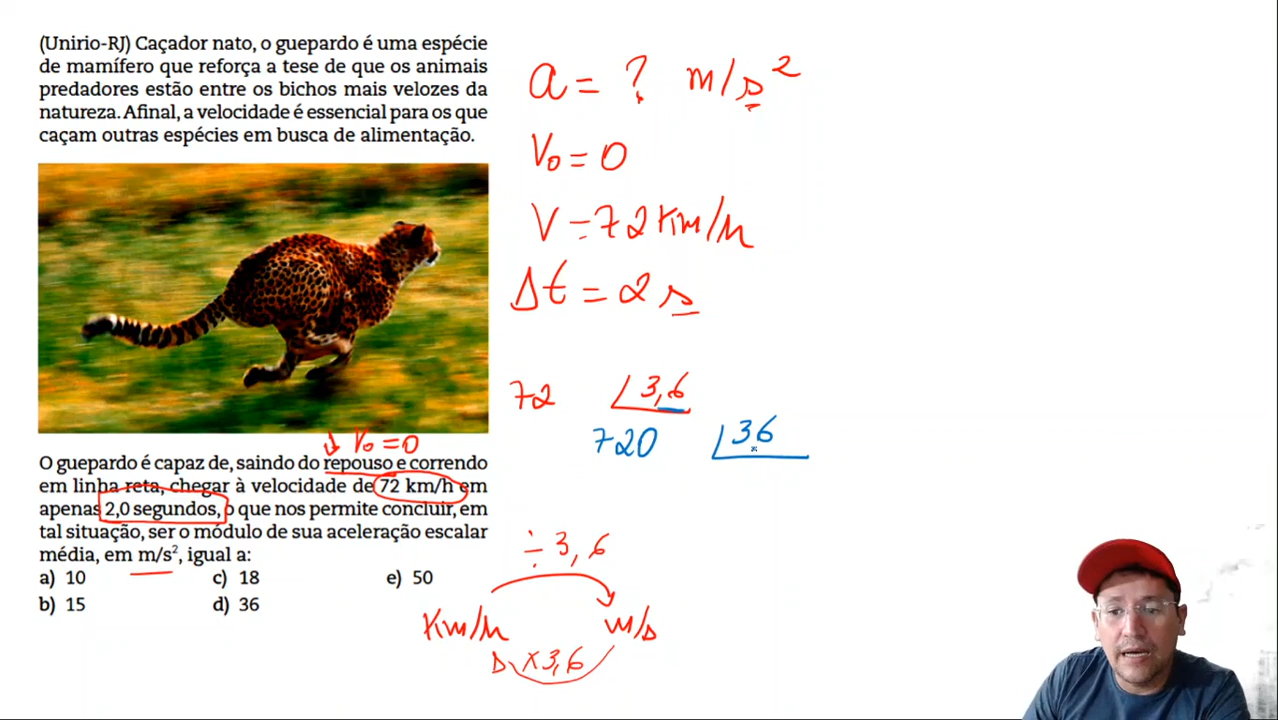 (Unirio-RJ) Caçador nato, o guepardo é uma espécie
de mamífero que reforça a tese de que os animais
predadores estão entre os bichos mais velozes da
natureza. Afinal, a velocidade é essencial para os que
caçam outras espécies em busca de alimentação.
V₀ = 0
O guepardo é capaz de, saindo do repouso e correndo
em linha reta, chegar à velocidade de 72 km/h em
apenas 2,0 segundos, o que nos permite concluir, em
tal situação, ser o módulo de sua aceleração escalar
média, em m/s², igual a:
a) 10 c) 18 e) 50
b) 15 d) 36
a = ? m/s²
V₀ = 0
V = 72 Km/h
Δt = 2 s
72 3,6
720 36
÷ 3,6
Km/h m/s
x 3,6